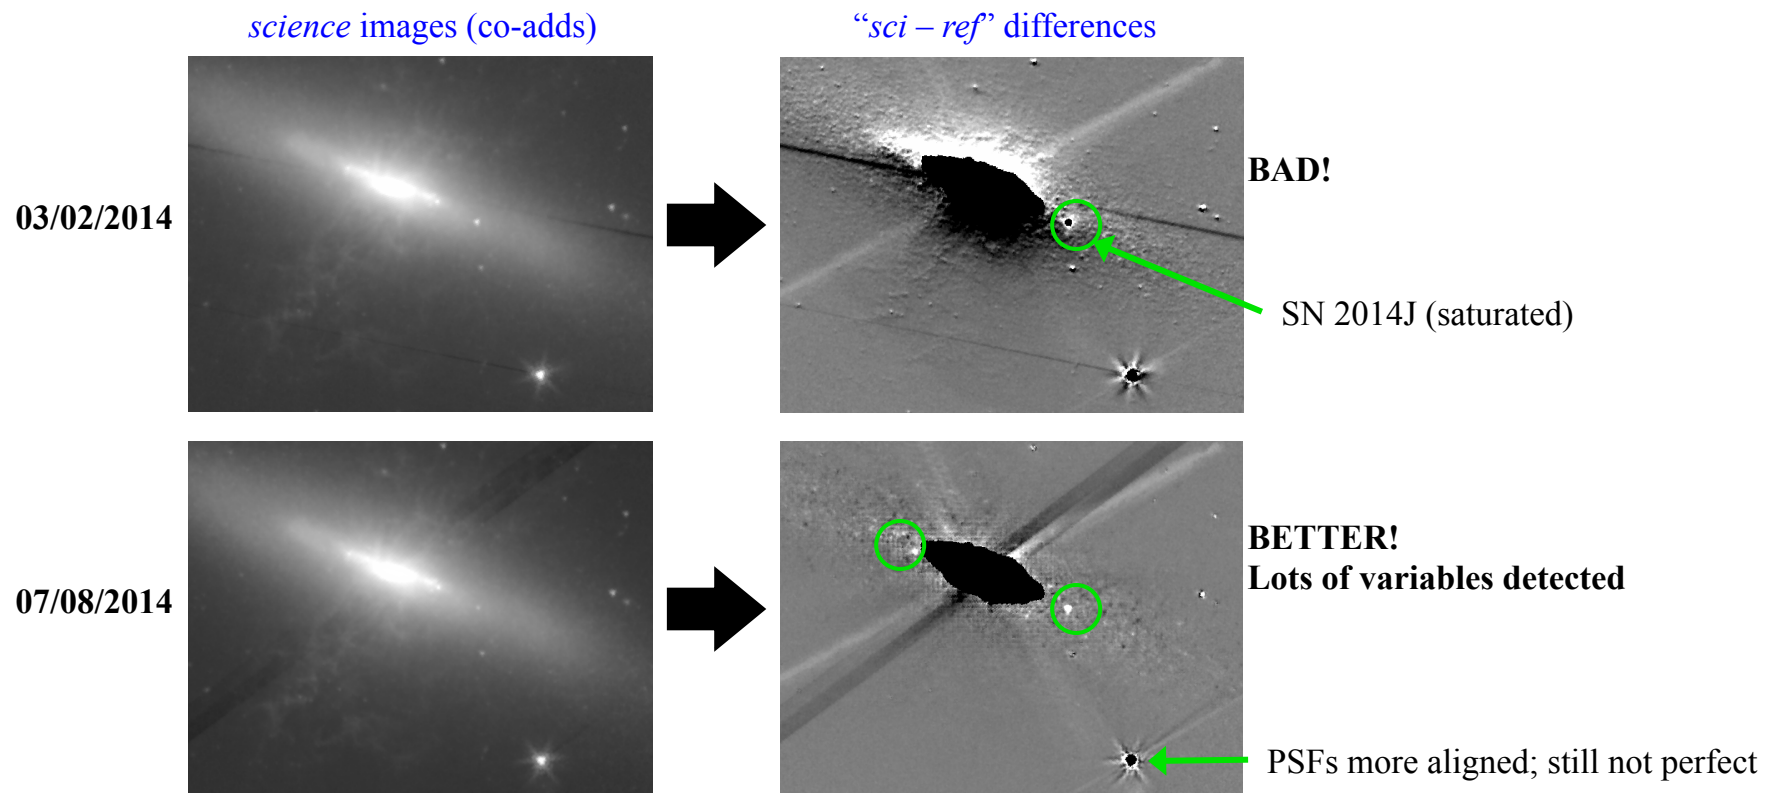 science images (co-adds)
“sci – ref” differences
03/02/2014
BAD!
SN 2014J (saturated)
07/08/2014
BETTER!
Lots of variables detected
PSFs more aligned; still not perfect